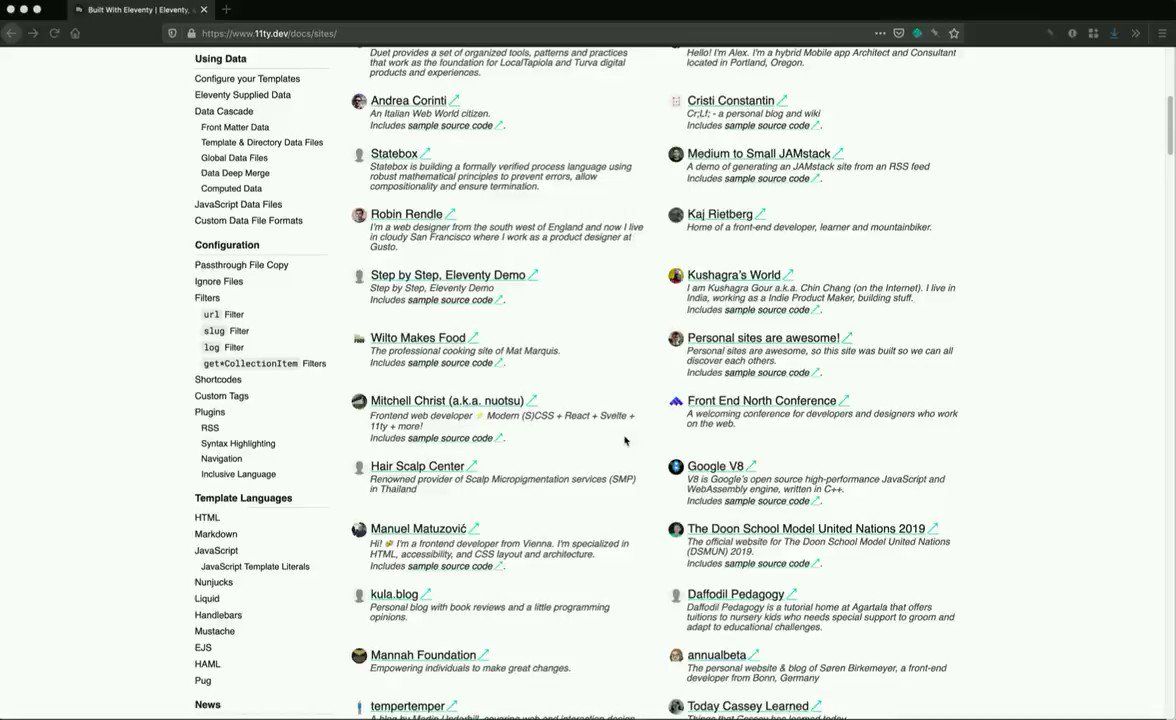 Built With Eleventy | Eleventy,
https://www.11ty.dev/docs/sites/
Using Data
Configure your Templates
Eleventy Supplied Data
Data Cascade
Front Matter Data
Template & Directory Data Files
Global Data Files
Data Deep Merge
Computed Data
JavaScript Data Files
Custom Data File Formats
Configuration
Passthrough File Copy
Ignore Files
Filters
url Filter
slug Filter
log Filter
get*CollectionItem Filters
Shortcodes
Custom Tags
Plugins
RSS
Syntax Highlighting
Navigation
Inclusive Language
Template Languages
HTML
Markdown
JavaScript
JavaScript Template Literals
Nunjucks
Liquid
Handlebars
Mustache
EJS
HAML
Pug
News
Duet provides a set of organized tools, patterns and practices
that work as the foundation for LocalTapiola and Turva digital
products and experiences.
Andrea Corinti
An Italian Web World citizen.
Includes sample source code.
Statebox
Statebox is building a formally verified process language using
robust mathematical principles to prevent errors, allow
compositionality and ensure termination.
Robin Rendle
I'm a web designer from the south west of England and now I live
in cloudy San Francisco where I work as a product designer at
Gusto.
Step by Step, Eleventy Demo
Step by Step, Eleventy Demo
Includes sample source code.
Wilto Makes Food
The professional cooking site of Mat Marquis.
Includes sample source code.
Mitchell Christ (a.k.a. nuotsu)
Frontend web developer ⚡ Modern (S)CSS + React + Svelte +
11ty + more!
Includes sample source code.
Hair Scalp Center
Renowned provider of Scalp Micropigmentation services (SMP)
in Thailand
Manuel Matuzović
Hi! 🐝 I'm a frontend developer from Vienna. I'm specialized in
HTML, accessibility, and CSS layout and architecture.
Includes sample source code.
kula.blog
Personal blog with book reviews and a little programming
opinions.
Mannah Foundation
Empowering individuals to make great changes.
tempertemper
A blog by Martin Underhill, covering web and interaction design
Hello! I'm Alex. I'm a hybrid Mobile app Architect and Consultant
located in Portland, Oregon.
Cristi Constantin
Cr;Lf; - a personal blog and wiki
Includes sample source code.
Medium to Small JAMstack
A demo of generating an JAMstack site from an RSS feed
Includes sample source code.
Kaj Rietberg
Home of a front-end developer, learner and mountainbiker.
Kushagra's World
I am Kushagra Gour a.k.a. Chin Chang (on the Internet). I live in
India, working as a Indie Product Maker, building stuff.
Includes sample source code.
Personal sites are awesome!
Personal sites are awesome, so this site was built so we can all
discover each others.
Includes sample source code.
Front End North Conference
A welcoming conference for developers and designers who work
on the web.
Google V8
V8 is Google's open source high-performance JavaScript and
WebAssembly engine, written in C++.
Includes sample source code.
The Doon School Model United Nations 2019
The official website for The Doon School Model United Nations
(DSMUN) 2019.
Includes sample source code.
Daffodil Pedagogy
Daffodil Pedagogy is a tutorial home at Agartala that offers
tuitions to nursery kids who needs special support to groom and
adapt to educational challenges.
annualbeta
The personal website & blog of Søren Birkemeyer, a front-end
developer from Bonn, Germany
Today Cassey Learned
Things that Cassey has learned today